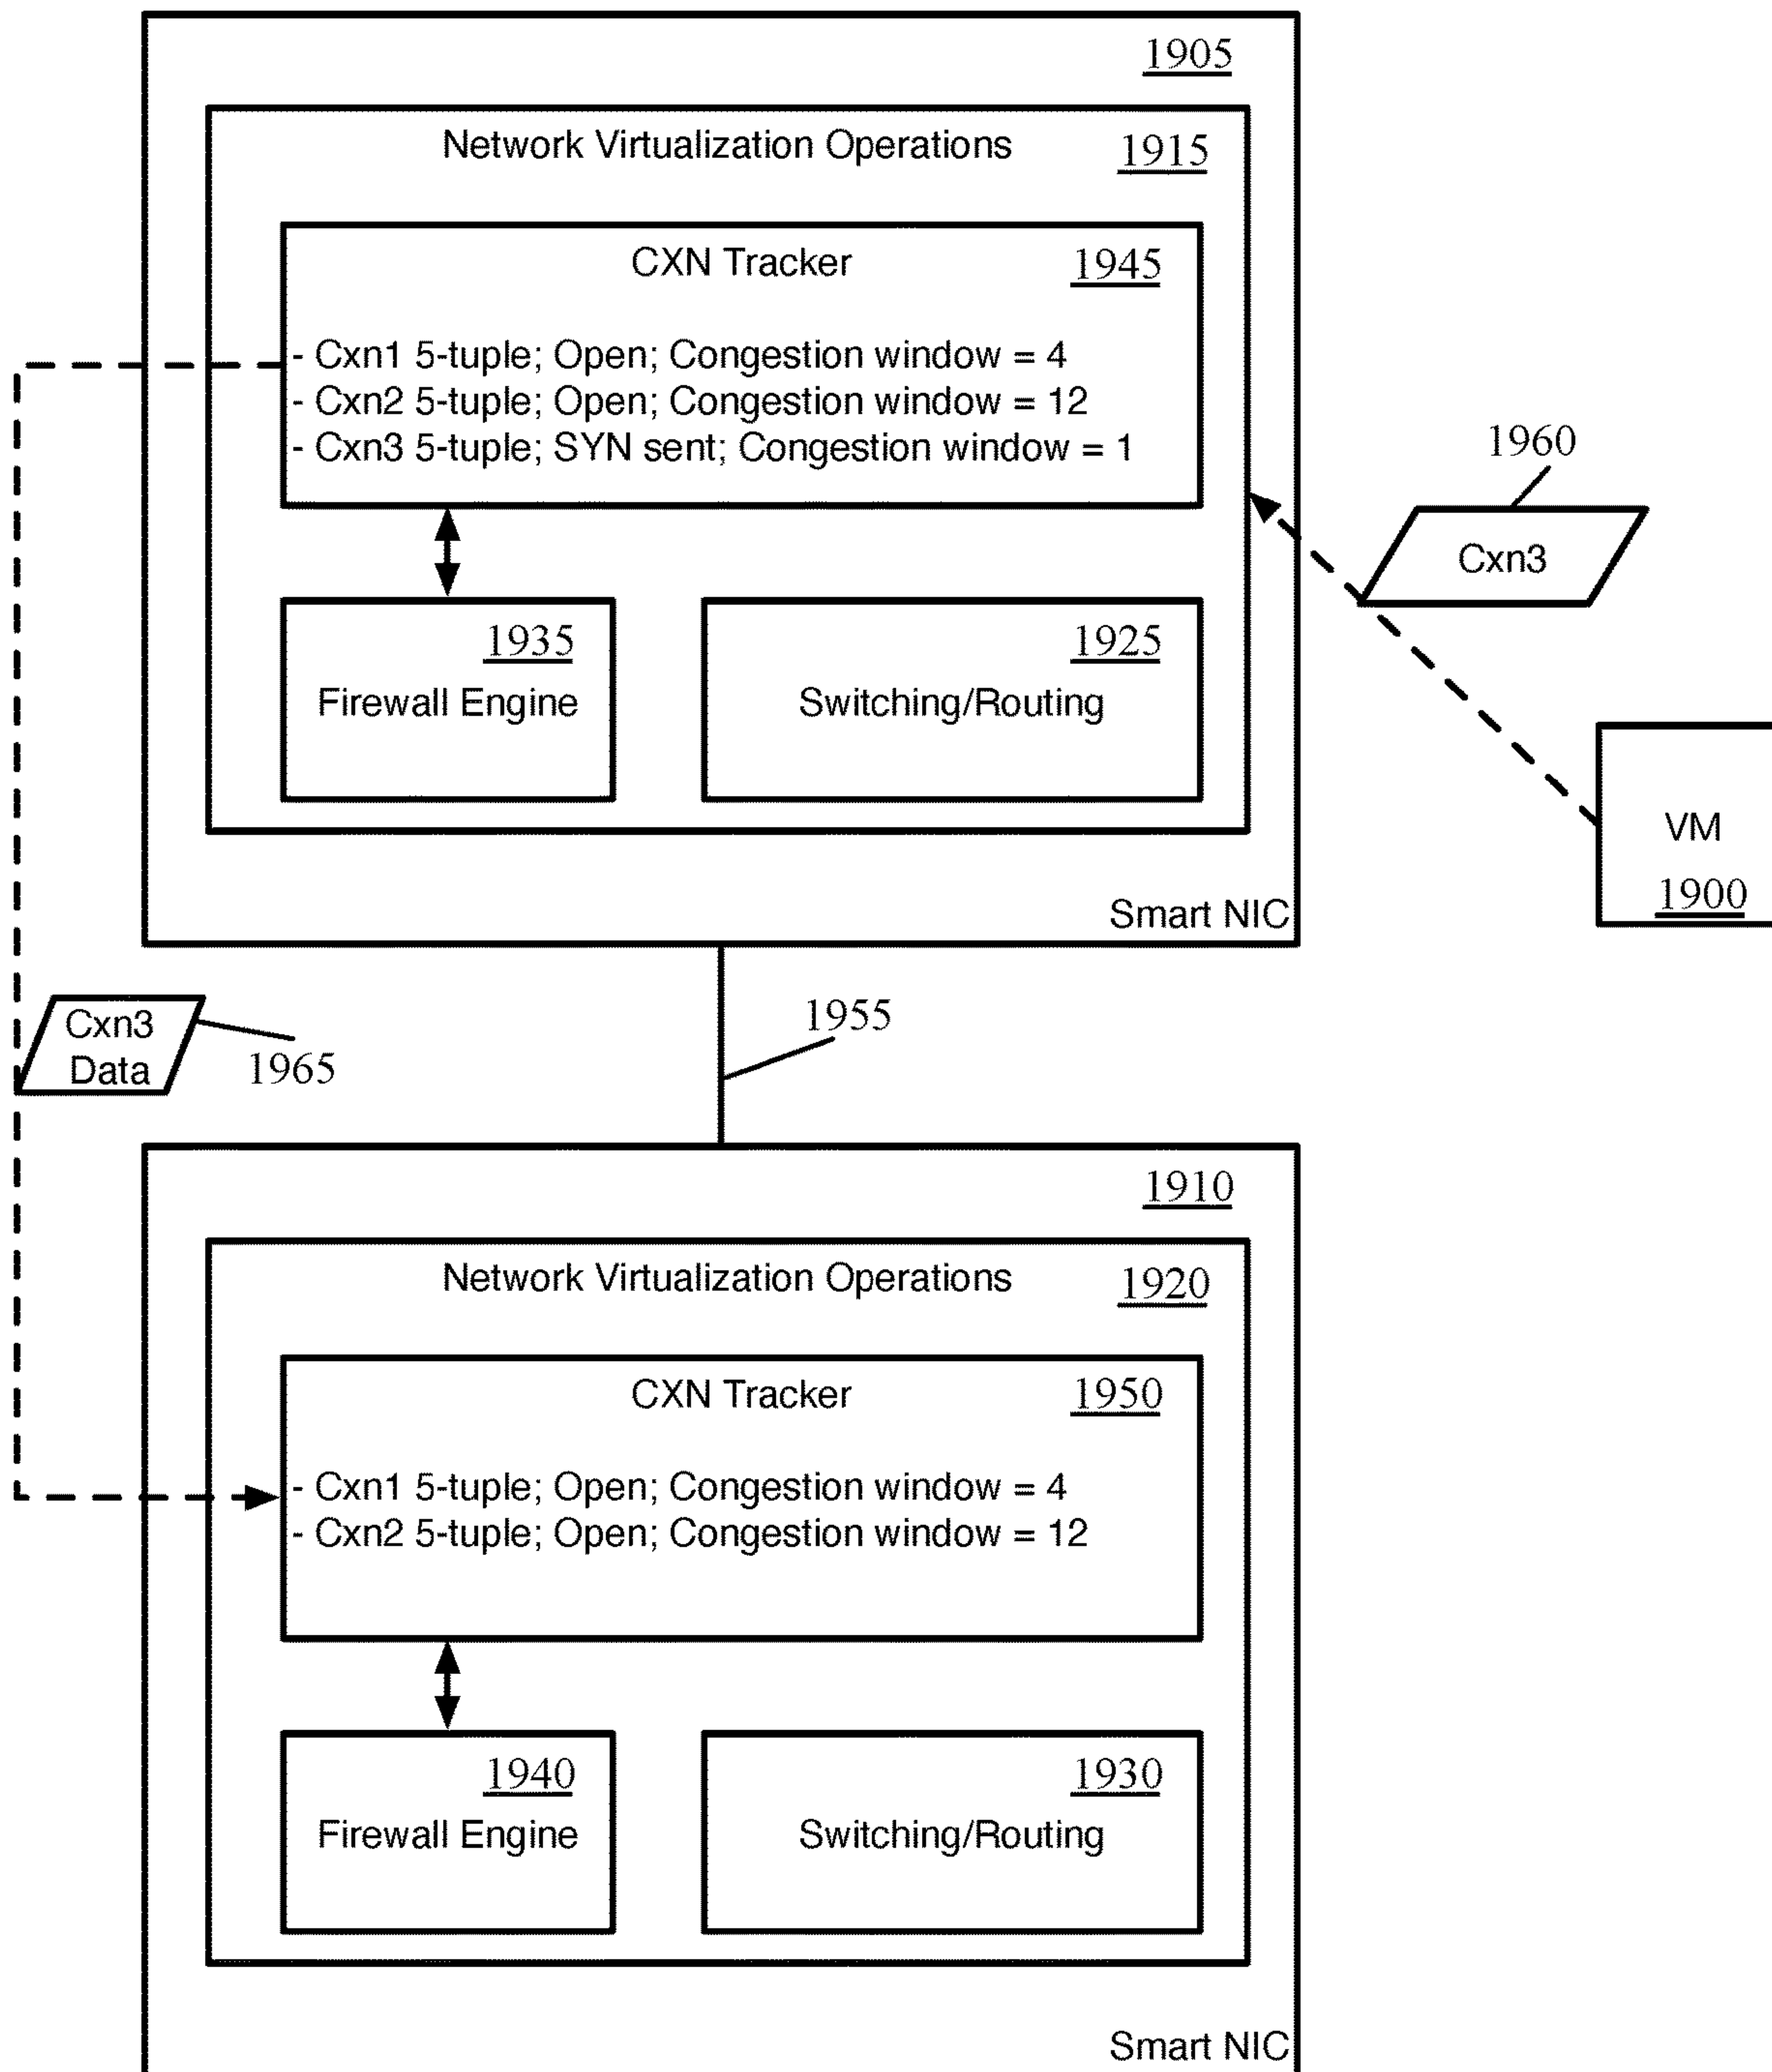 1905
Network Virtualization Operations
1915
CXN Tracker
1945
- Cxn1 5-tuple; Open; Congestion window = 4
- Cxn2 5-tuple; Open; Congestion window = 12
- Cxn3 5-tuple; SYN sent; Congestion window = 1
1960
Cxn3
1935
Firewall Engine
1925
Switching/Routing
VM
1900
Smart NIC
Cxn3
Data
1965
1955
1910
Network Virtualization Operations
1920
CXN Tracker
1950
- Cxn1 5-tuple; Open; Congestion window = 4
- Cxn2 5-tuple; Open; Congestion window = 12
1940
Firewall Engine
1930
Switching/Routing
Smart NIC